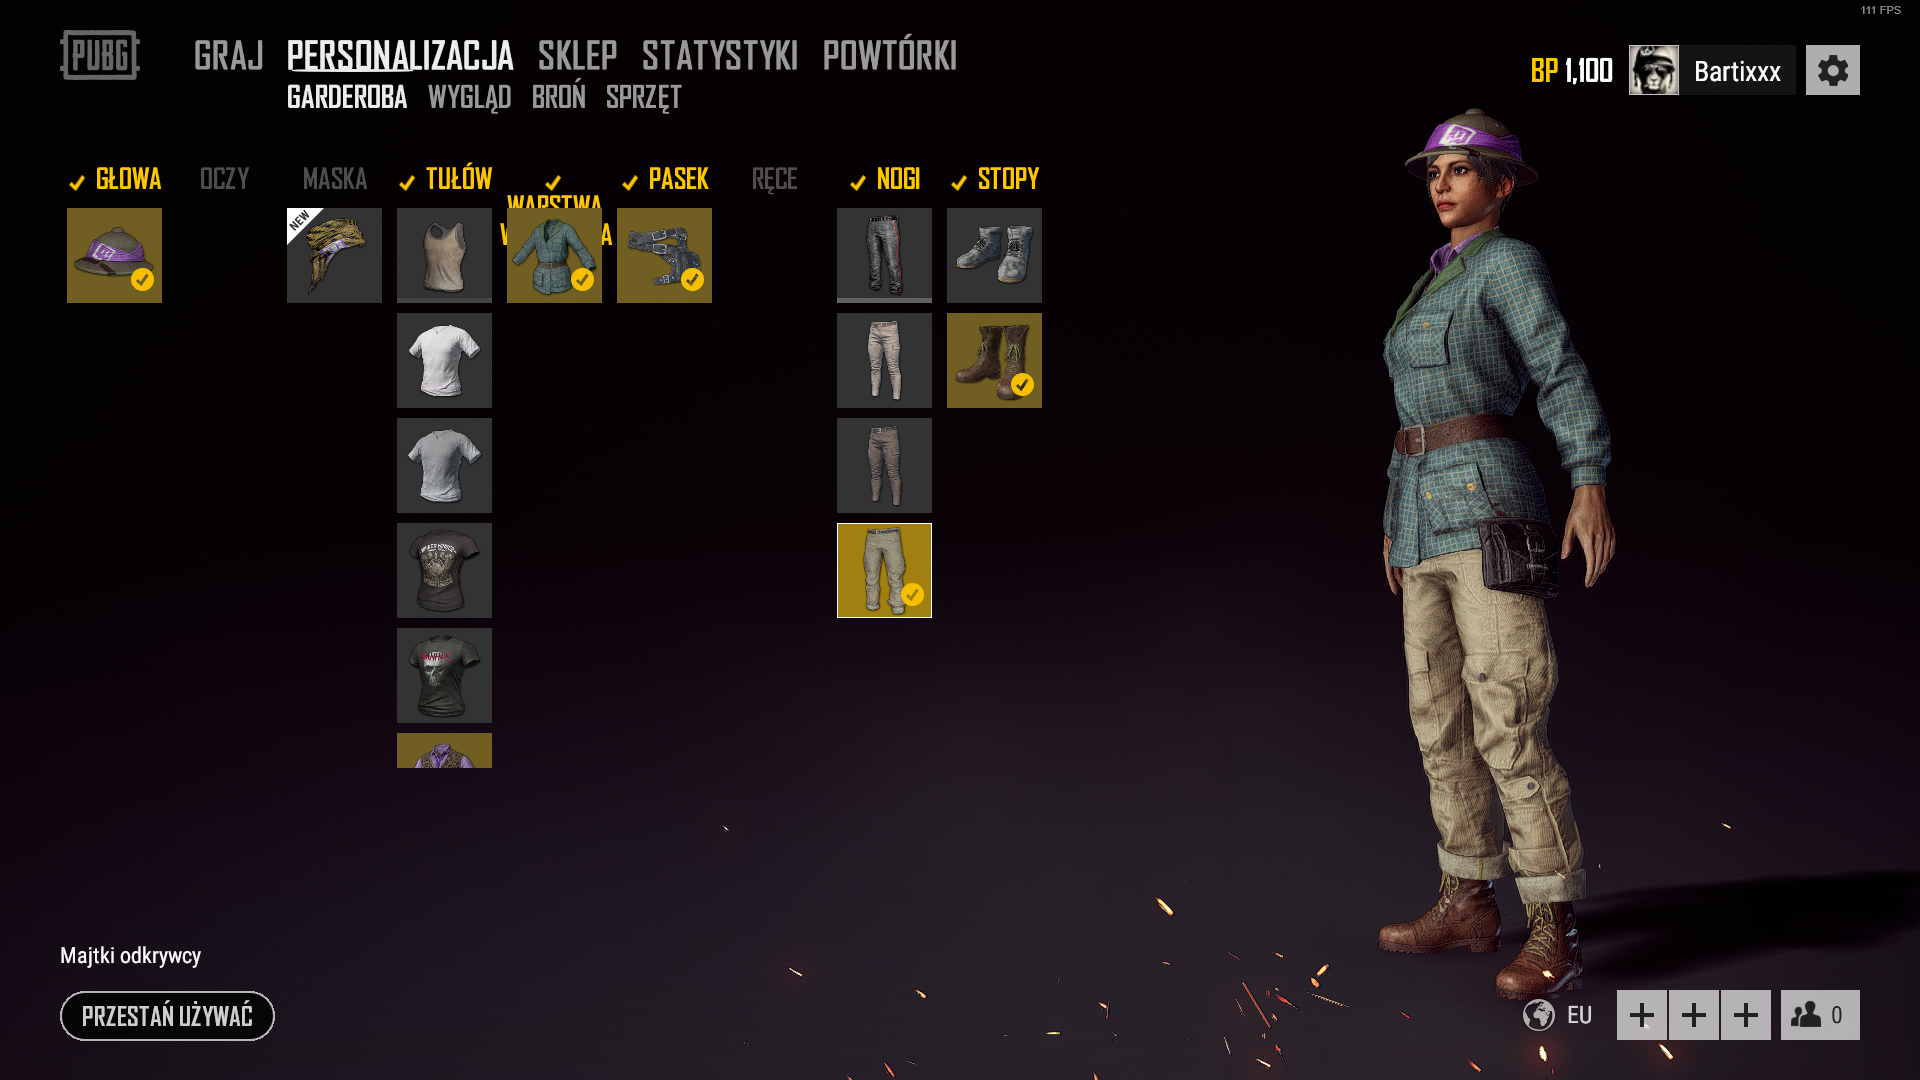 111 FPS
PUBG
GRAJ PERSONALIZACJA SKLEP STATYSTYKI POWTÓRKI
BP 1,100 Bartixxx
GARDEROBA WYGLĄD BROŃ SPRZĘT
GŁOWA OCZY MASKA TUŁÓW WARSTWA PASEK RĘCE NOGI STOPY
NEW
Majtki odkrywcy
PRZESTAŃ UŻYWAĆ
EU
0